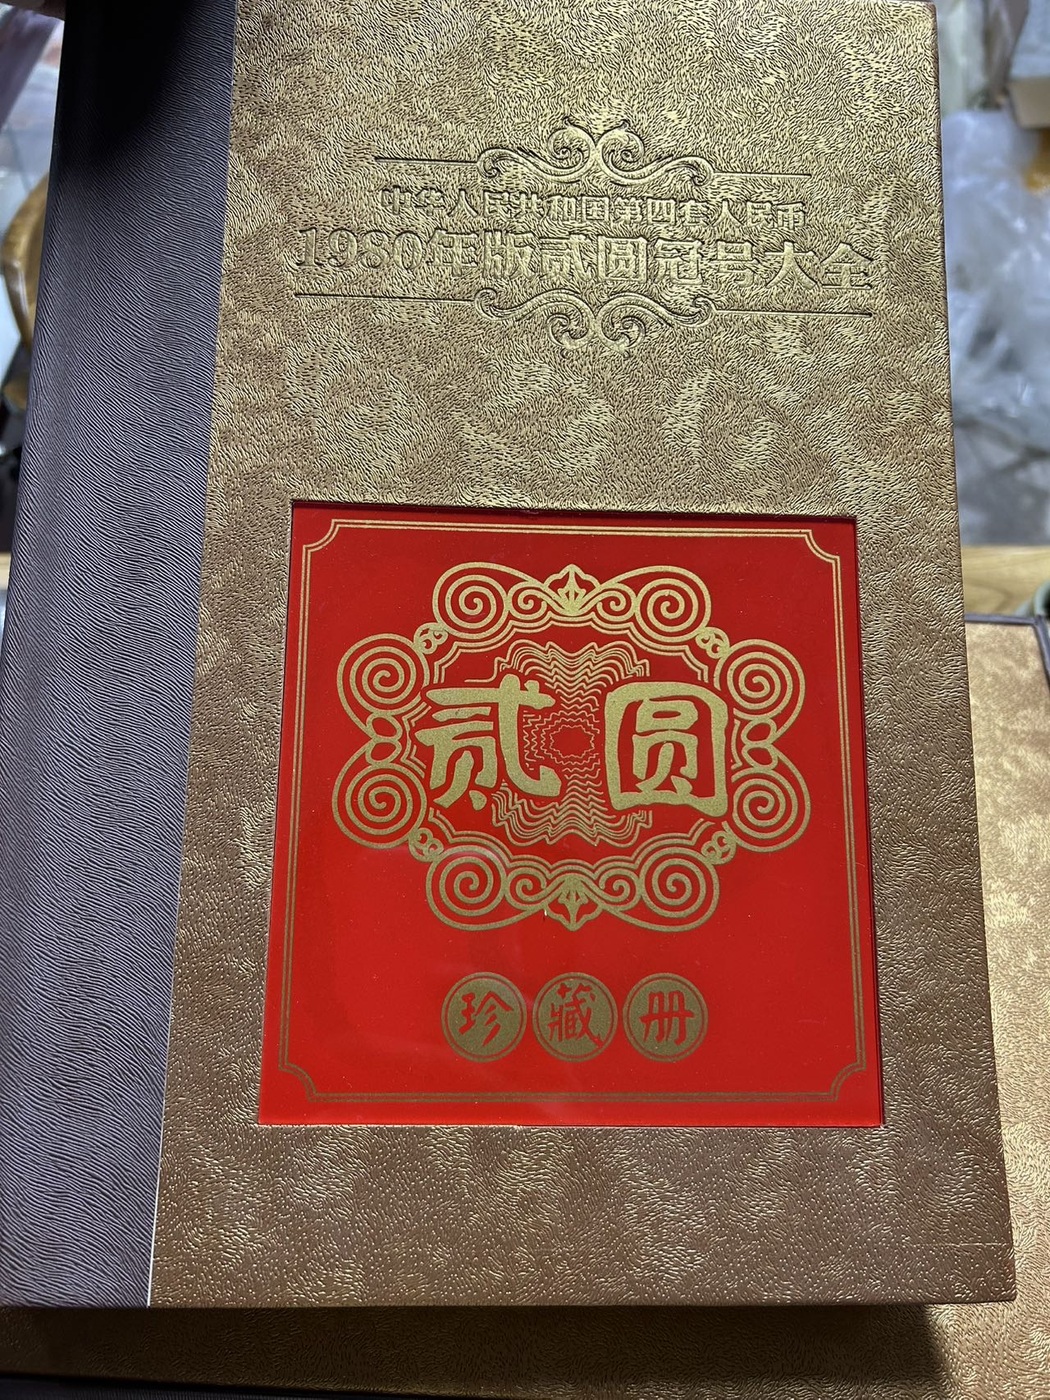 中华人民共和国第四套人民币
1980年版贰圆冠号大全
贰圆
珍藏册